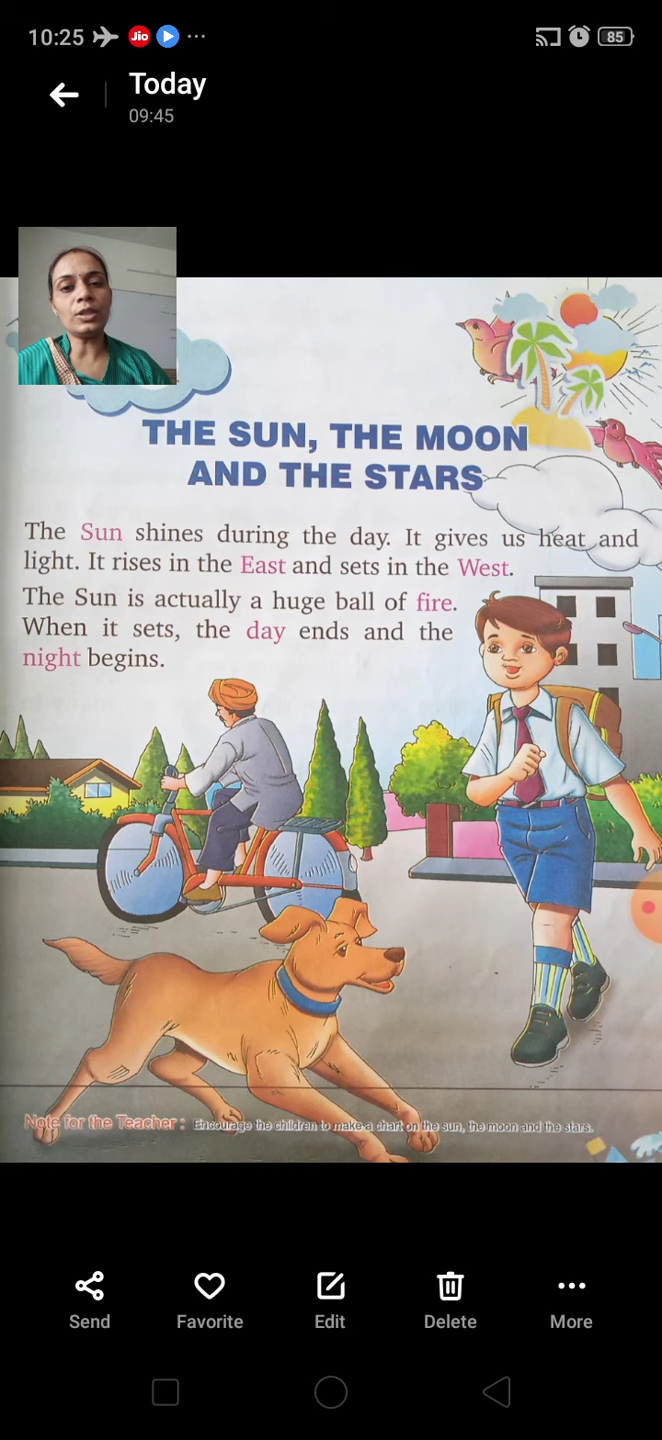 10:25
Jio
85
Today
09:45
THE SUN, THE MOON
AND THE STARS
The Sun shines during the day. It gives us heat and
light. It rises in the East and sets in the West.
The Sun is actually a huge ball of fire.
When it sets, the day ends and the
night begins.
Note for the Teacher : Encourage the children to make a chart on the sun, the moon and the stars.
Send Favorite Edit Delete More